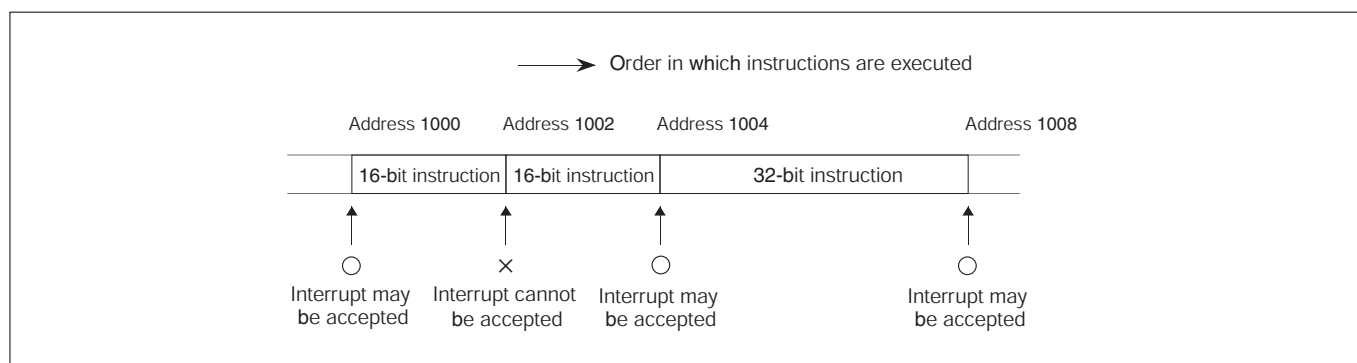 Order in which instructions are executed
Address 1000 Address 1002 Address 1004 Address 1008
16-bit instruction 16-bit instruction 32-bit instruction
Interrupt may Interrupt cannot Interrupt may Interrupt may
be accepted be accepted be accepted be accepted